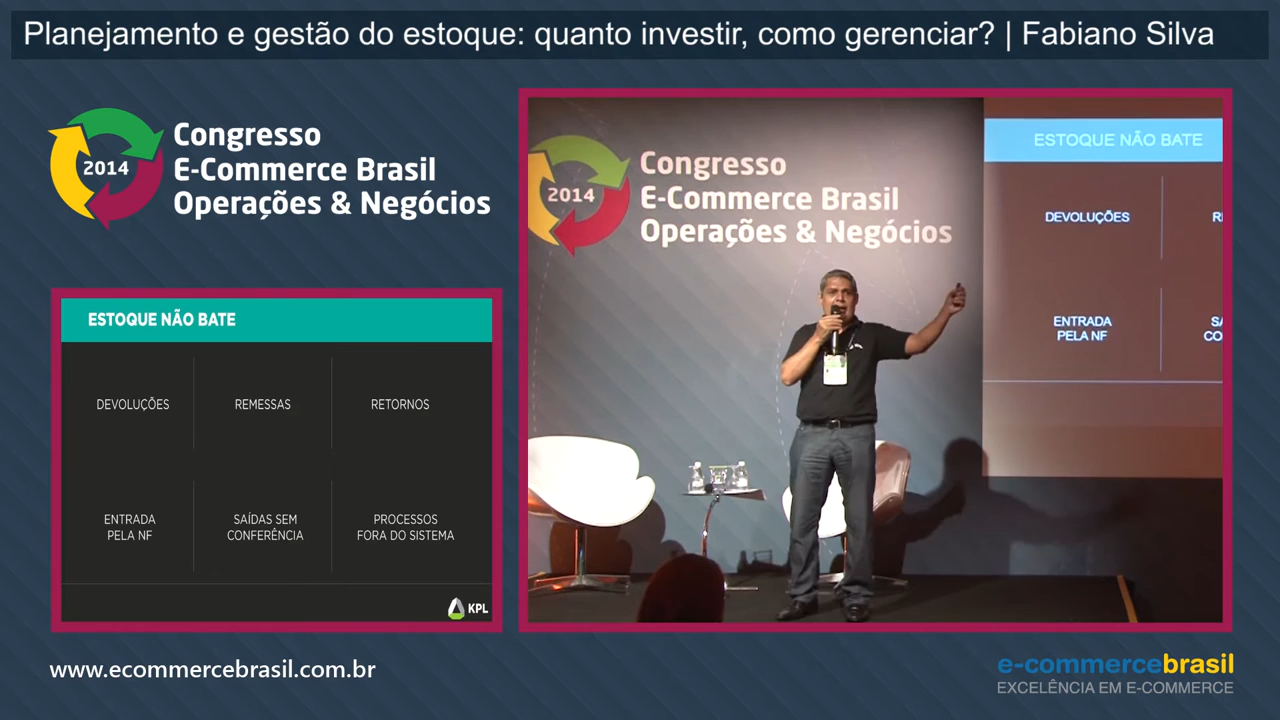 Planejamento e gestão do estoque: quanto investir, como gerenciar? | Fabiano Silva
2014
Congresso
E-Commerce Brasil
Operações & Negócios
ESTOQUE NÃO BATE
DEVOLUÇÕES
REMESSAS
RETORNOS
ENTRADA
PELA NF
SAÍDAS SEM
CONFERÊNCIA
PROCESSOS
FORA DO SISTEMA
KPL
2014
Congresso
E-Commerce Brasil
Operações & Negócios
ESTOQUE NÃO BATE
DEVOLUÇÕES
ENTRADA
PELA NF
www.ecommercebrasil.com.br
e-commercebrasil
EXCELÊNCIA EM E-COMMERCE